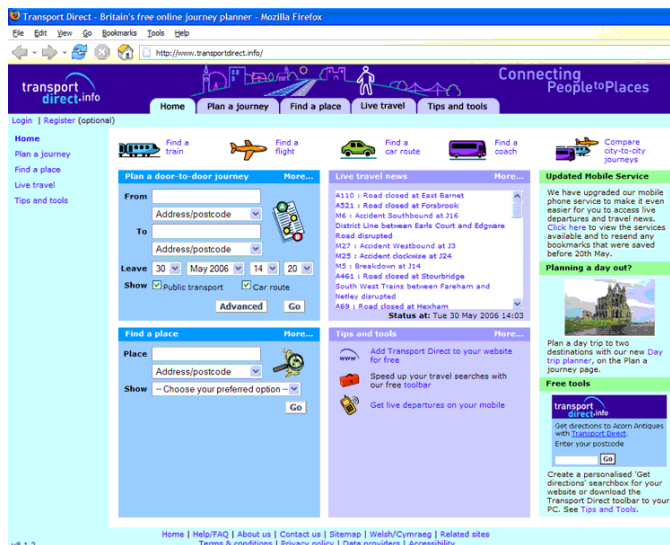 Transport Direct - Britain's free online journey planner - Mozilla Firefox
File Edit View Go Bookmarks Tools Help
http://www.transportdirect.info/
transport
direct.info
Connecting
People to Places
Home Plan a journey Find a place Live travel Tips and tools
Login | Register (optional)
Home
Plan a journey
Find a place
Live travel
Tips and tools
Find a
train
Find a
flight
Find a
car route
Find a
coach
Compare
city-to-city
journeys
Plan a door-to-door journey More...
From
Address/postcode
To
Address/postcode
Leave 30 May 2006 14 20
Show Public transport Car route
Advanced Go
Live travel news More...
A110 : Road closed at East Barnet
A521 : Road closed at Forsbrook
M6 : Accident Southbound at J16
District Line between Earls Court and Edgware
Road disrupted
M27 : Accident Westbound at J3
M25 : Accident clockwise at J24
M5 : Breakdown at J14
A461 : Road closed at Stourbridge
South West Trains between Fareham and
Netley disrupted
A69 : Road closed at Hexham
Status at: Tue 30 May 2006 14:03
Find a place More...
Place
Address/postcode
Show -- Choose your preferred option --
Go
Tips and tools More...
www
Add Transport Direct to your website
for free
Speed up your travel searches with
our free toolbar
Get live departures on your mobile
Updated Mobile Service
We have upgraded our mobile
phone service to make it even
easier for you to access live
departures and travel news.
Click here to view the services
available and to resend any
bookmarks that were saved
before 20th May.
Planning a day out?
Plan a day trip to two
destinations with our new Day
trip planner, on the Plan a
journey page.
Free tools
transport
direct.info
Get directions to Acorn Antiques
with Transport Direct.
Enter your postcode
Go
Create a personalised 'Get
directions' searchbox for your
website or download the
Transport Direct toolbar to your
PC. See Tips and Tools.
Home | Help/FAQ | About us | Contact us | Sitemap | Welsh/Cymraeg | Related sites
Terms & conditions | Privacy policy | Data providers | Accessibility